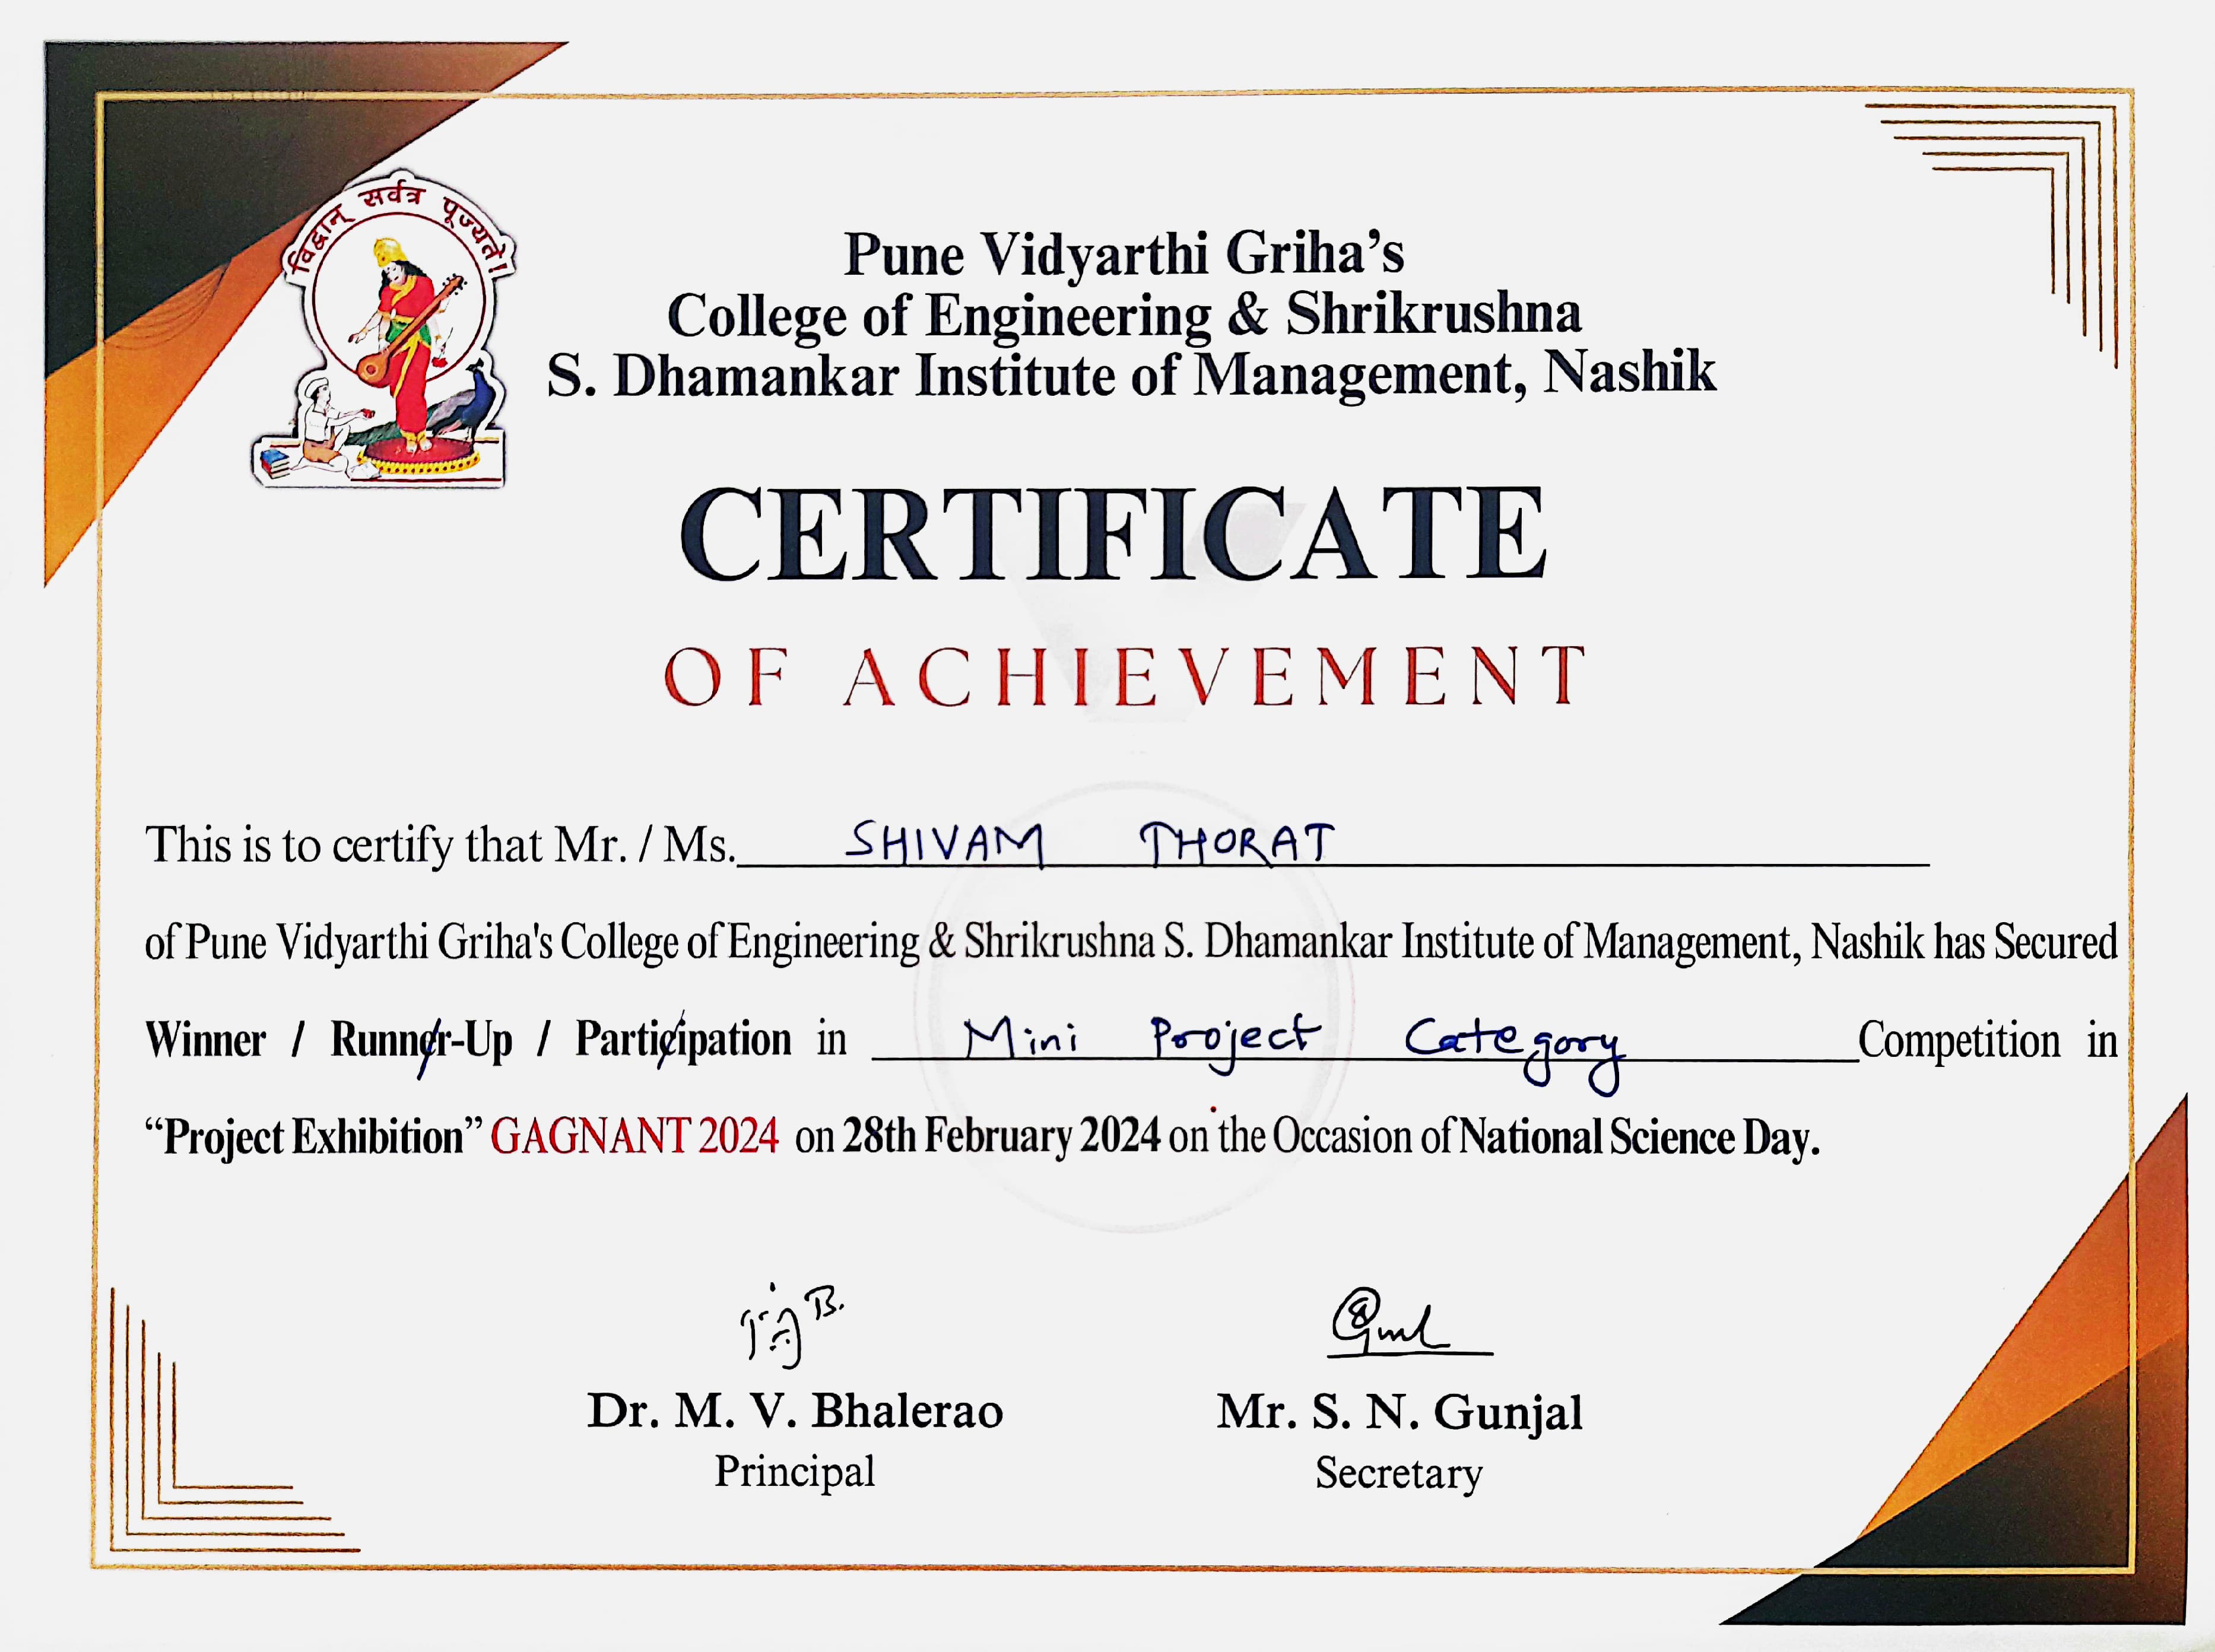 विद्वान् सर्वत्र पूज्यते।
Pune Vidyarthi Griha’s
College of Engineering & Shrikrushna
S. Dhamankar Institute of Management, Nashik
CERTIFICATE
OF ACHIEVEMENT
This is to certify that Mr. / Ms. SHIVAM THORAT
of Pune Vidyarthi Griha's College of Engineering & Shrikrushna S. Dhamankar Institute of Management, Nashik has Secured
Winner / Runner-Up / Participation in Mini Project Category Competition in
“Project Exhibition” GAGNANT 2024 on 28th February 2024 on the Occasion of National Science Day.
Dr. M. V. Bhalerao
Principal
Mr. S. N. Gunjal
Secretary